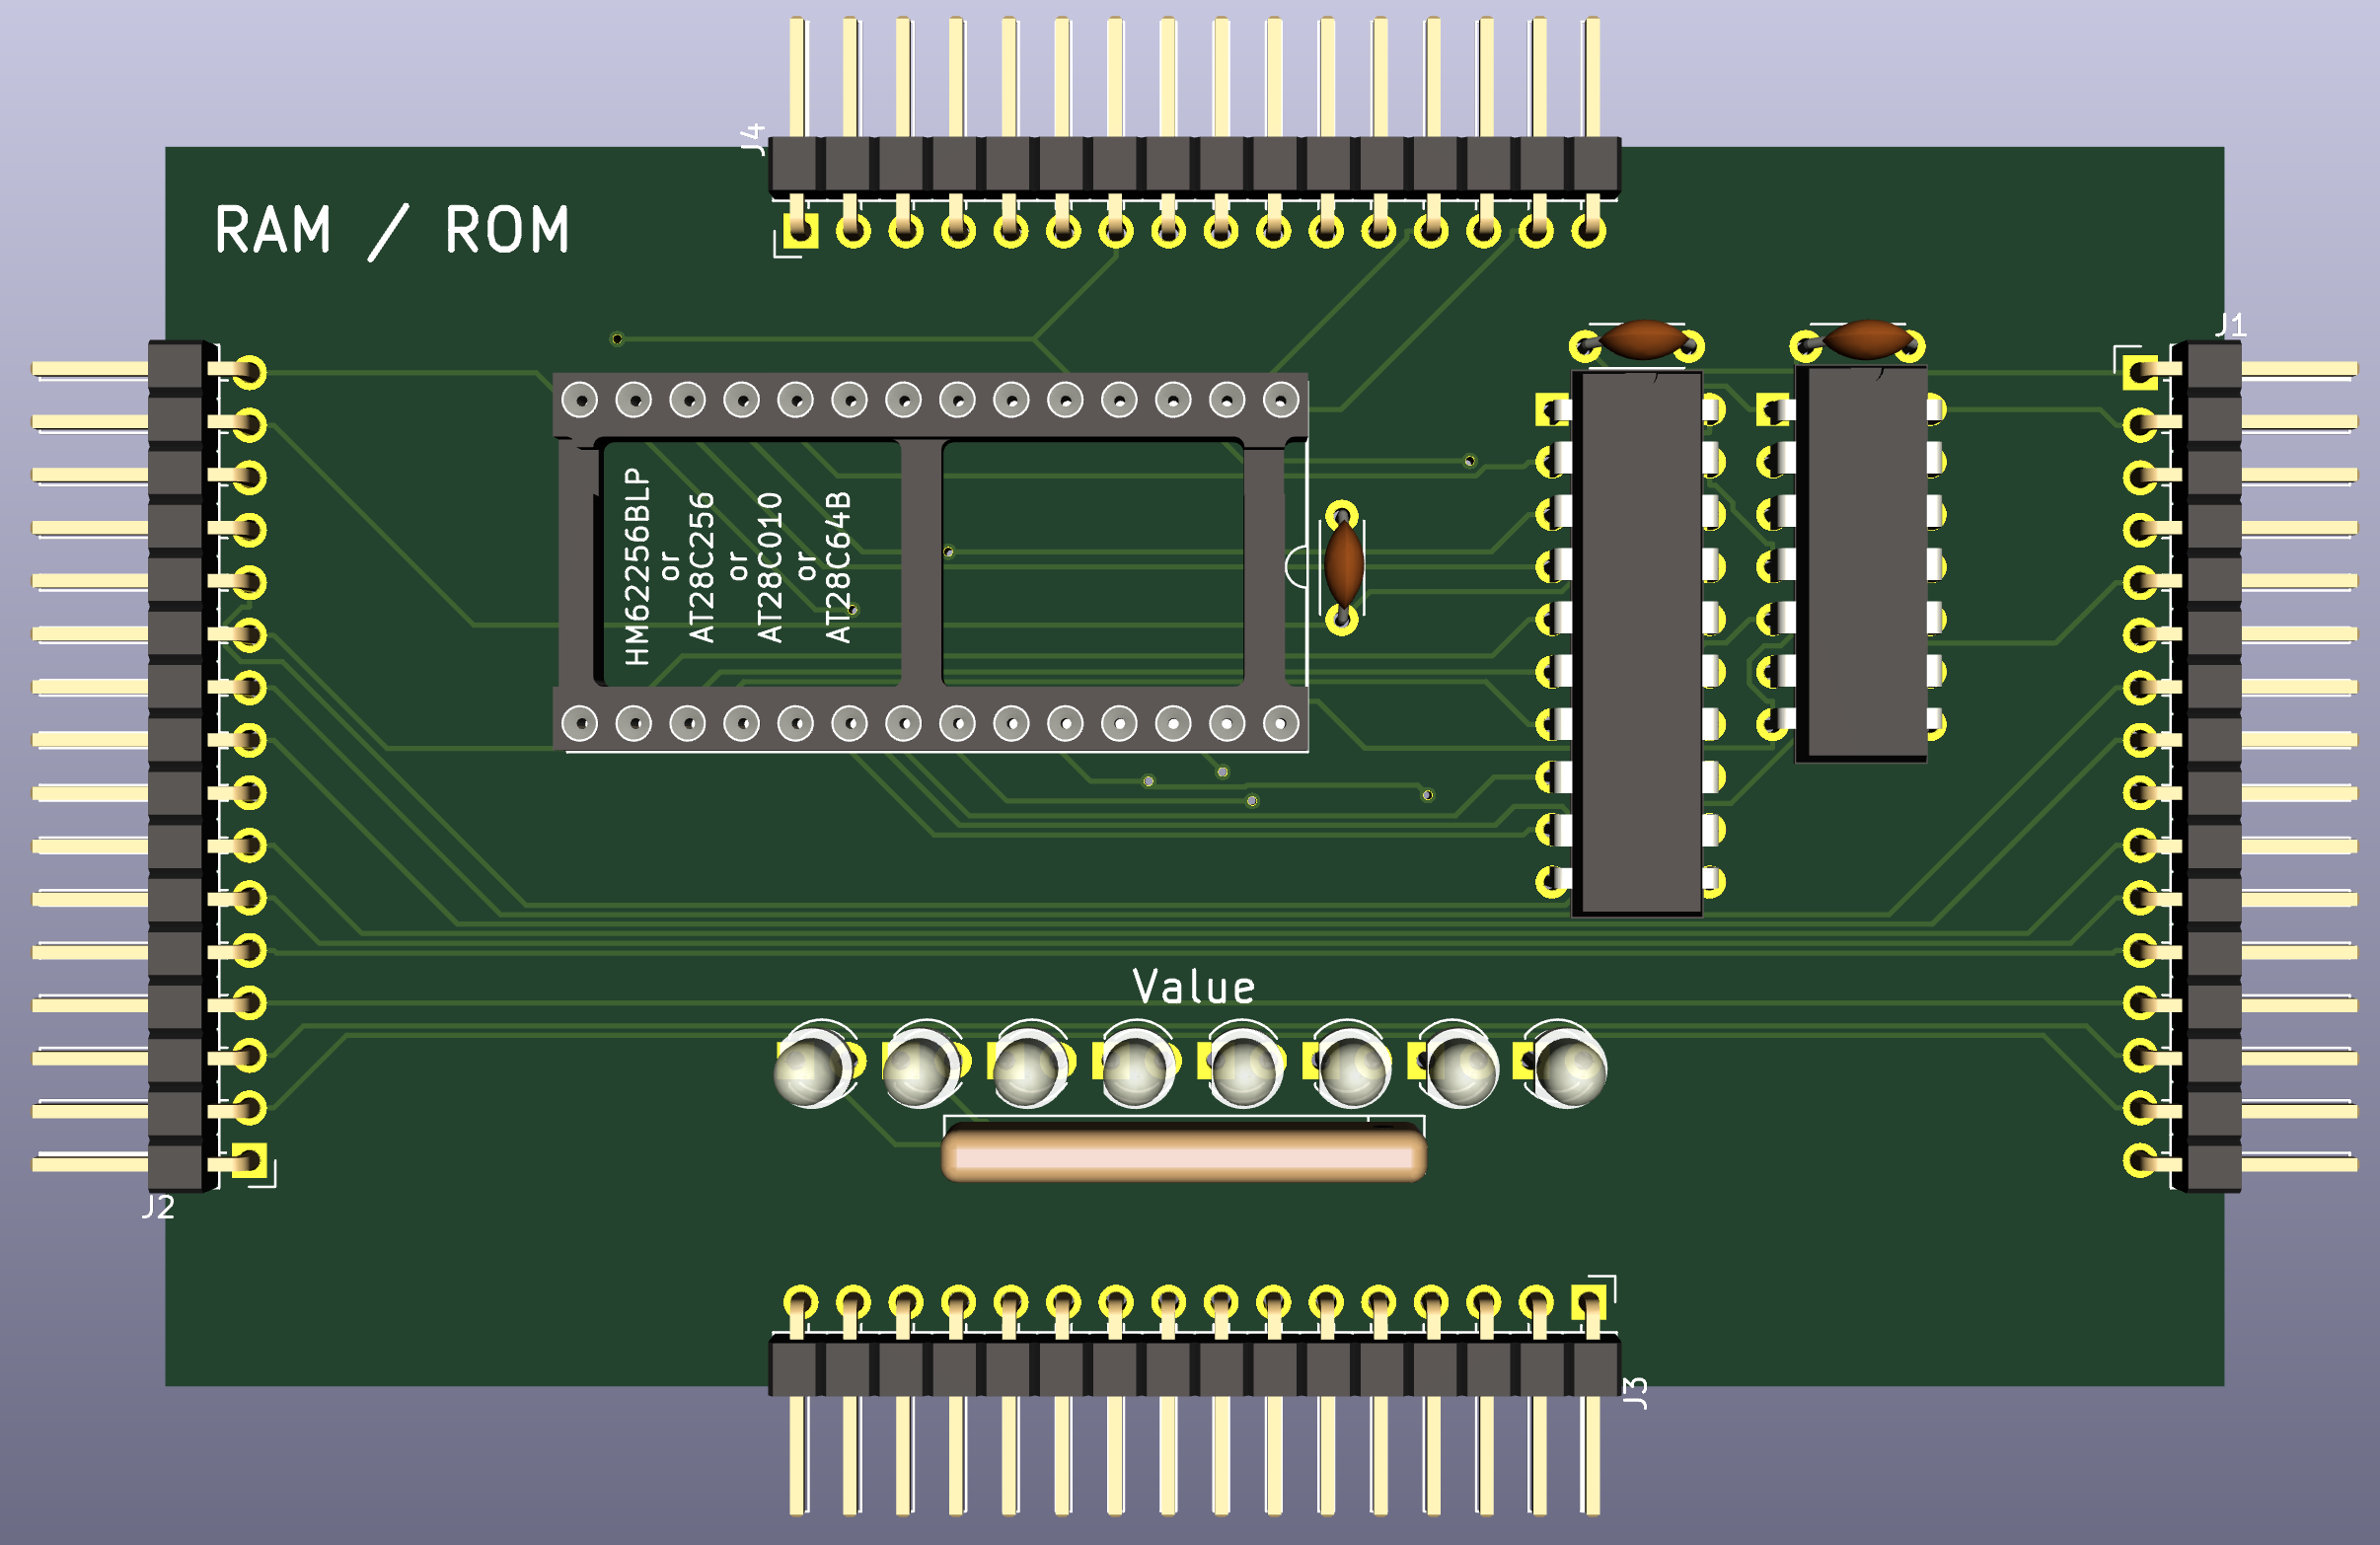 J4
RAM / ROM
J1
HM62256BLP
or
AT28C256
or
AT28C010
or
AT28C64B
Value
J2
J3